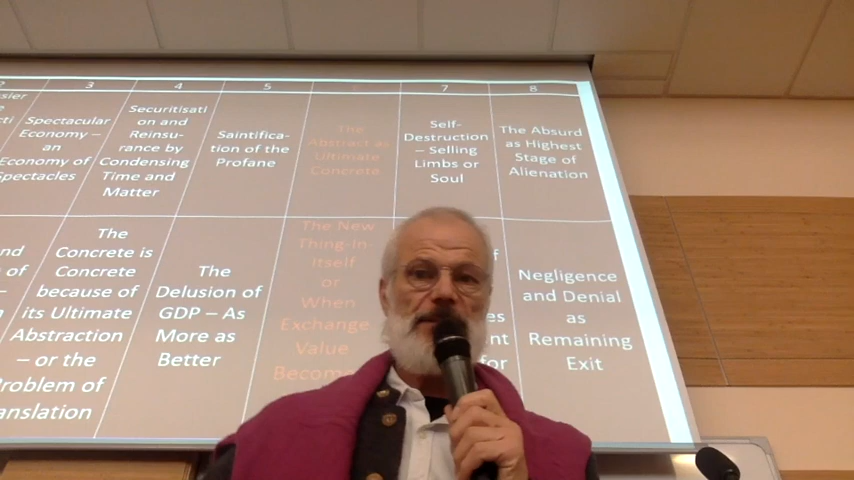 3
4
5
7
8
Spectacular
Economy –
an
Economy of
Spectacles
Securitisati
on and
Reinsu-
rance by
Condensing
Time and
Matter
Saintifica-
tion of the
Profane
The
Abstract as
Ultimate
Concrete
Self-
Destruction
– Selling
Limbs or
Soul
The Absurd
as Highest
Stage of
Alienation
of
–
The
Concrete is
Concrete
because of
its Ultimate
Abstraction
– or the
Problem of
The
Delusion of
GDP – As
More as
Better
The New
Thing-In-
Itself
or
When
Exchange
Value
Negligence
and Denial
as
Remaining
Exit